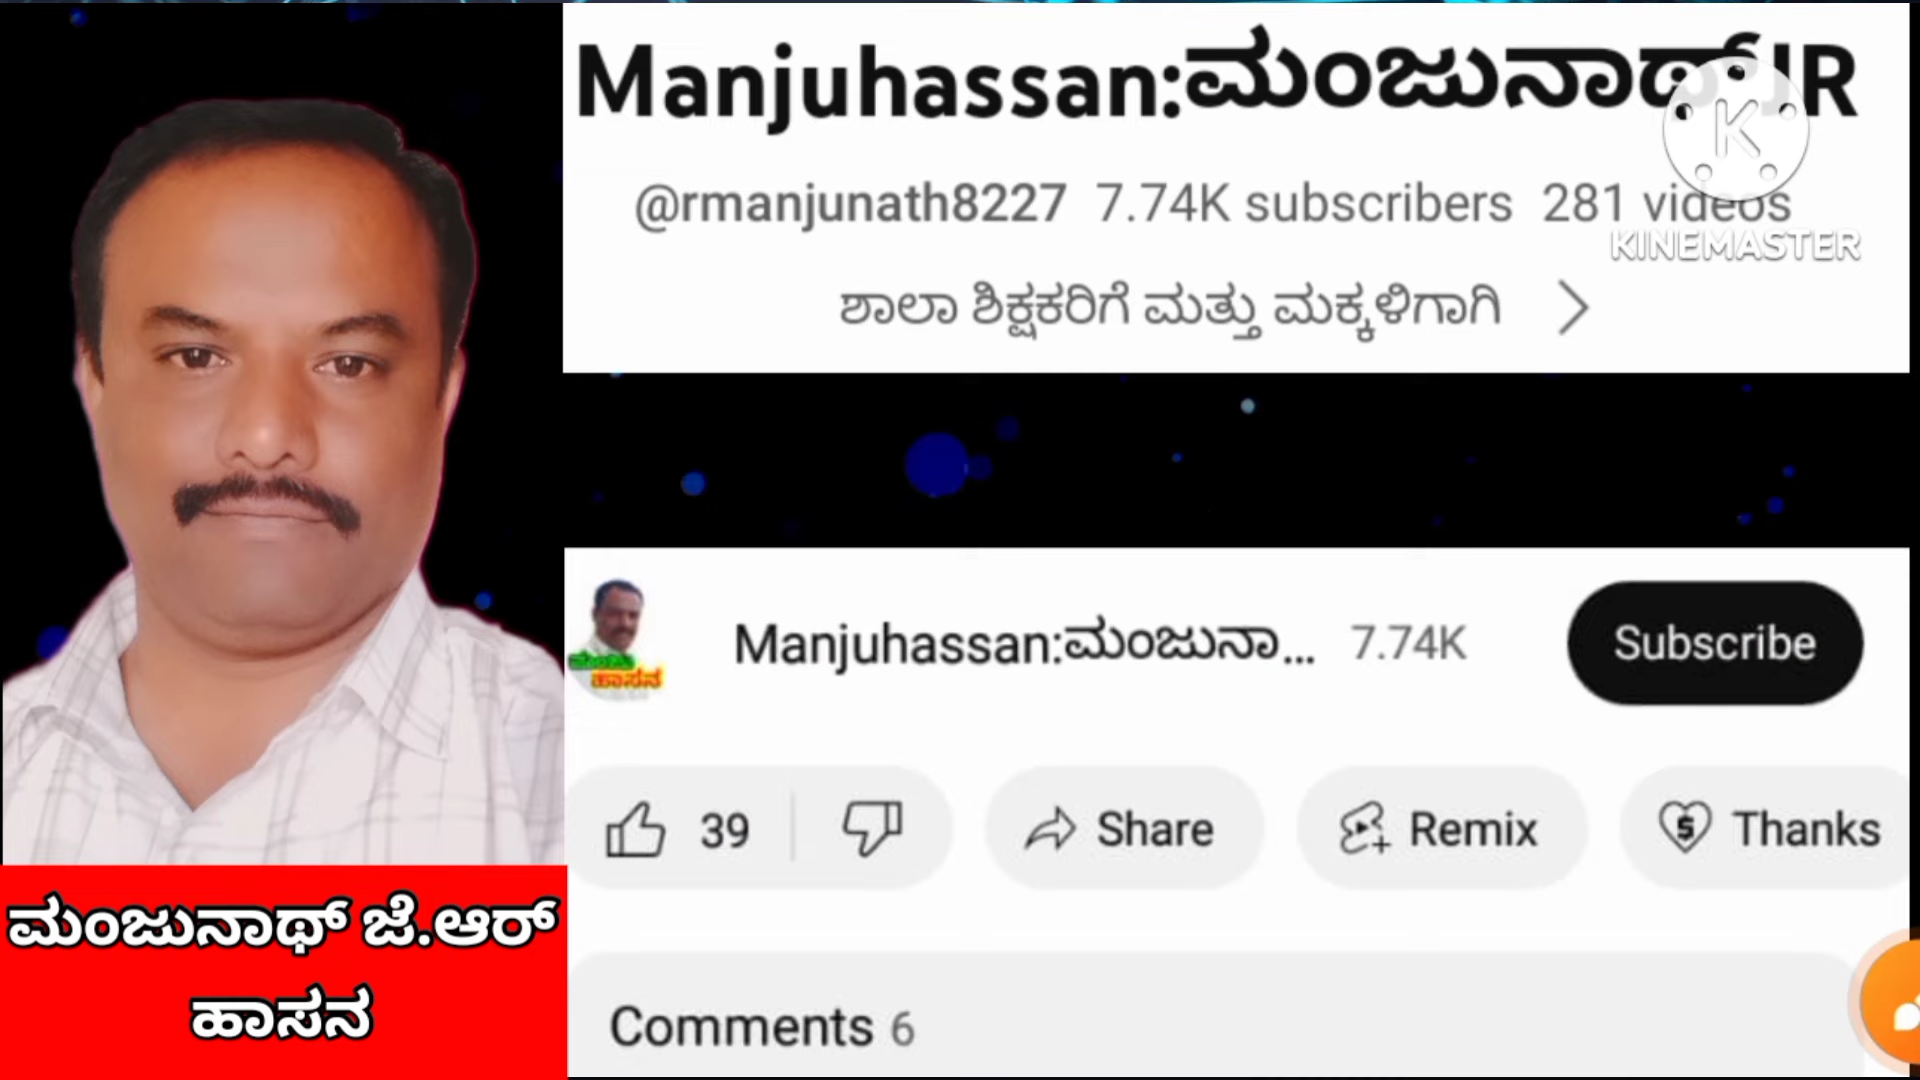 Manjuhassan:ಮಂಜುನಾಥ್ JR
@rmanjunath8227 7.74K subscribers 281 videos
K
KINEMASTER
ಶಾಲಾ ಶಿಕ್ಷಕರಿಗೆ ಮತ್ತು ಮಕ್ಕಳಿಗಾಗಿ
ಹಾಸನ
Manjuhassan:ಮಂಜುನಾ... 7.74K Subscribe
39 Share Remix Thanks
Comments 6
ಮಂಜುನಾಥ್ ಜೆ.ಆರ್
ಹಾಸನ